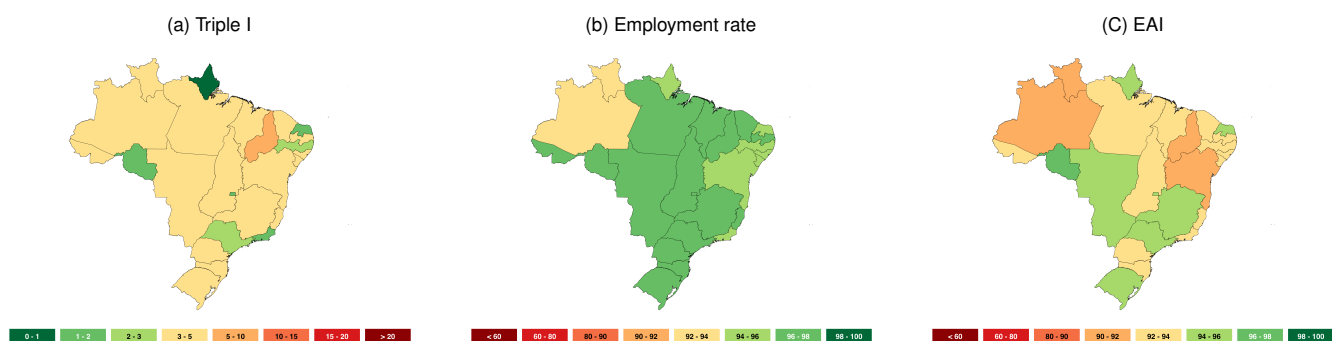 (a) Triple I
(b) Employment rate
(C) EAI
0 - 1 1 - 2 2 - 3 3 - 5 5 - 10 10 - 15 15 - 20 > 20
< 60 60 - 80 80 - 90 90 - 92 92 - 94 94 - 96 96 - 98 98 - 100
< 60 60 - 80 80 - 90 90 - 92 92 - 94 94 - 96 96 - 98 98 - 100